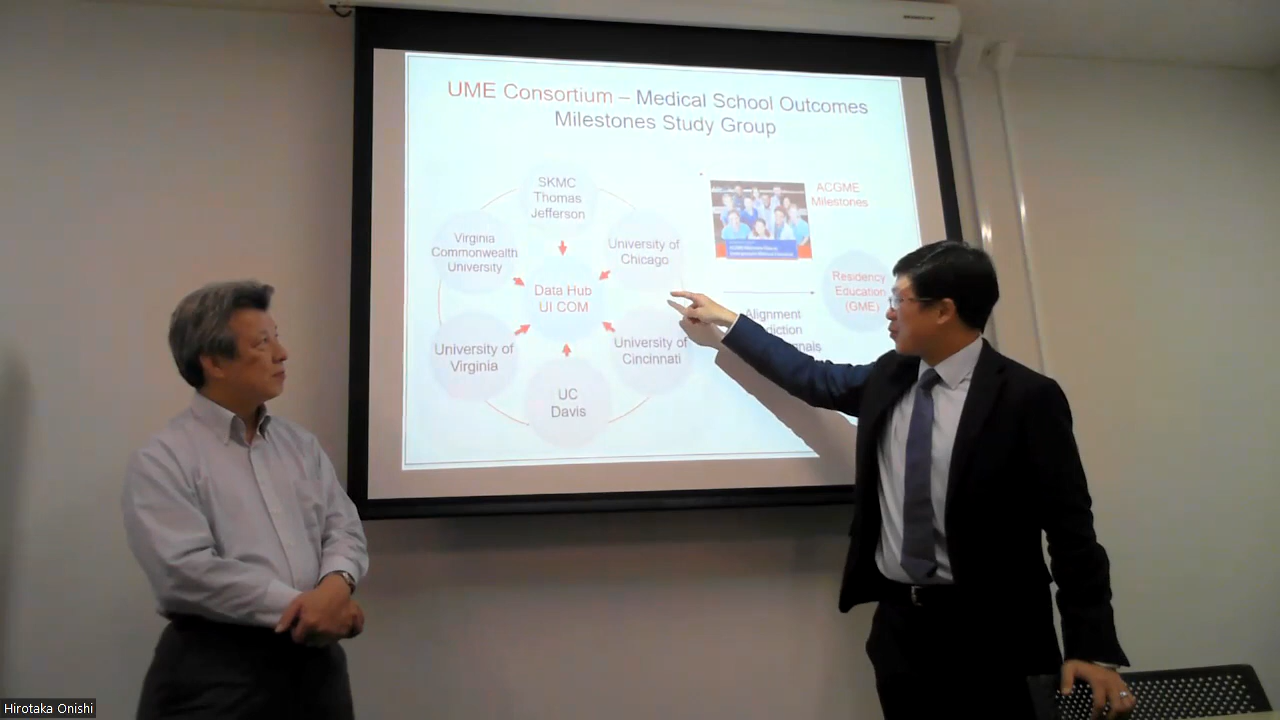 UME Consortium – Medical School Outcomes
Milestones Study Group
SKMC
Thomas
Jefferson
Virginia
Commonwealth
University
University of
Chicago
Data Hub
UI COM
University of
Virginia
University of
Cincinnati
UC
Davis
ACGME
Milestones
Residency
Education
(GME)
Alignment
Hirotaka Onishi